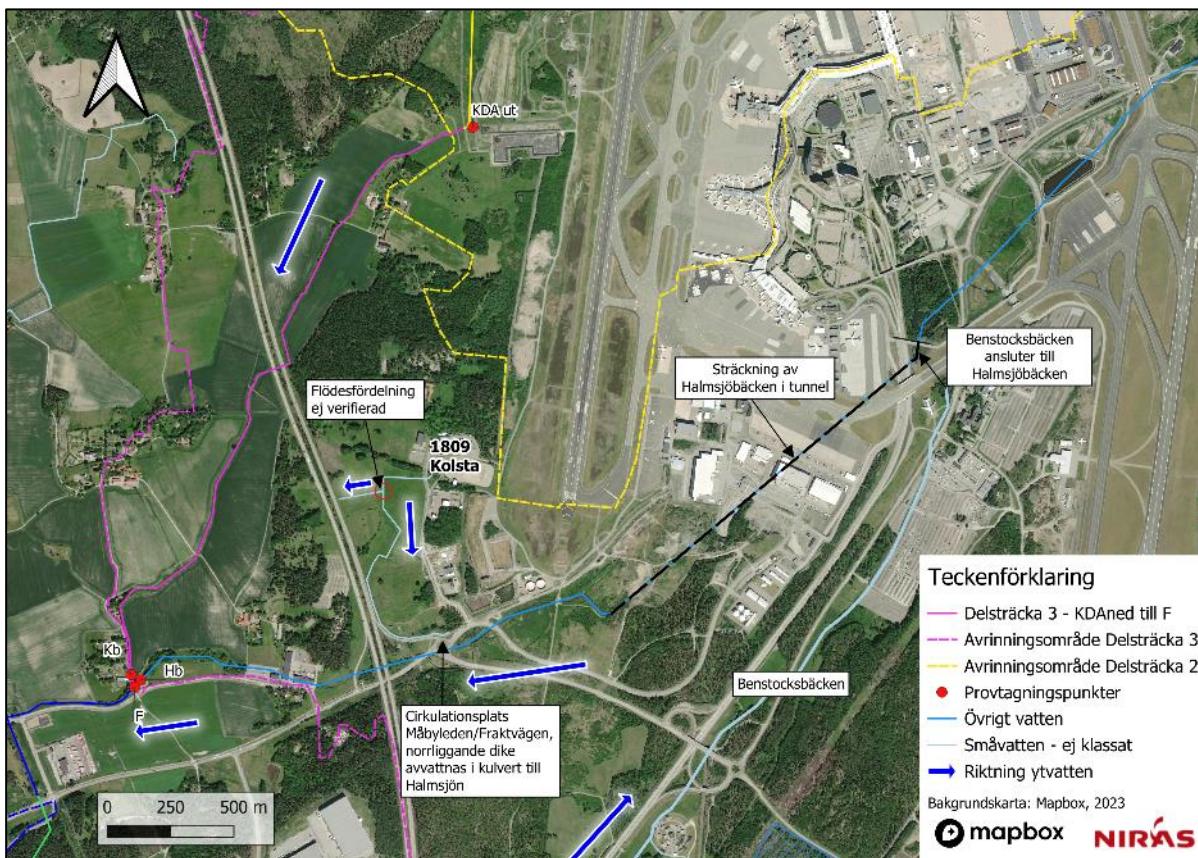 KDA ut
Benstocksbäcken
ansluter till
Halmsjöbäcken
Sträckning av
Halmsjöbäcken i tunnel
Flödesfördelning
ej verifierad
1809
Kolsta
Kb
Hb
F
Benstocksbäcken
Cirkulationsplats
Måbyleden/Fraktvägen,
norrliggande dike
avvattnas i kulvert till
Halmsjön
0 250 500 m
Teckenförklaring
Delsträcka 3 - KDAned till F
Avrinningsområde Delsträcka 3
Avrinningsområde Delsträcka 2
Provtagningspunkter
Övrigt vatten
Småvatten - ej klassat
Riktning ytvatten
Bakgrundskarta: Mapbox, 2023
mapbox
NIRAS